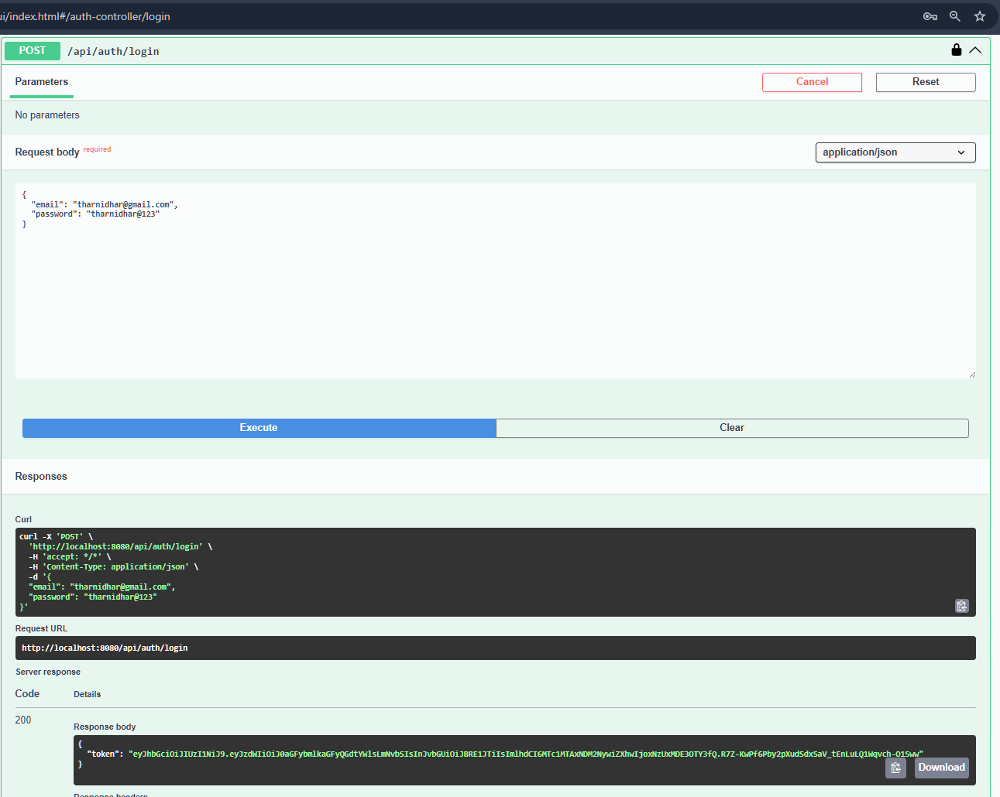 ui/index.html#/auth-controller/login
POST /api/auth/login
Parameters
Cancel
Reset
No parameters
Request body required
application/json
{
"email": "tharnidhar@gmail.com",
"password": "tharnidhar@123"
}
Execute
Clear
Responses
Curl
curl -X 'POST' \
'http://localhost:8080/api/auth/login' \
-H 'accept: */*' \
-H 'Content-Type: application/json' \
-d '{
"email": "tharnidhar@gmail.com",
"password": "tharnidhar@123"
}'
Request URL
http://localhost:8080/api/auth/login
Server response
Code Details
200
Response body
{
"token": "eyJhbGciOiJIUzI1NiJ9.eyJzdWIiOiJ0aGFybmlkaGFyQGdtYWlsLmNvbSIsInJvbGUiOiJBRE1JTiIsImlhdCI6MTc1MTAxNDM2NywiZXhwIjoxNzUxMDE3OTY3fQ.R7Z-KwPf6Pby2pXudSdx5aV_tEnLuLQ1Wqvch-O15ww"
}
Download
Response headers